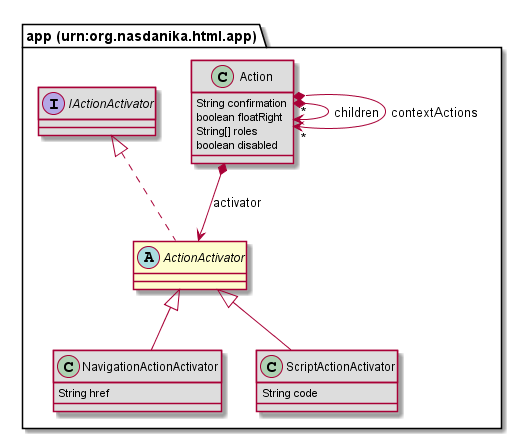 app (urn:org.nasdanika.html.app)
C Action
I IActionActivator
String confirmation
boolean floatRight
String[] roles
boolean disabled
*
children
contextActions
*
activator
A ActionActivator
C NavigationActionActivator
String href
C ScriptActionActivator
String code